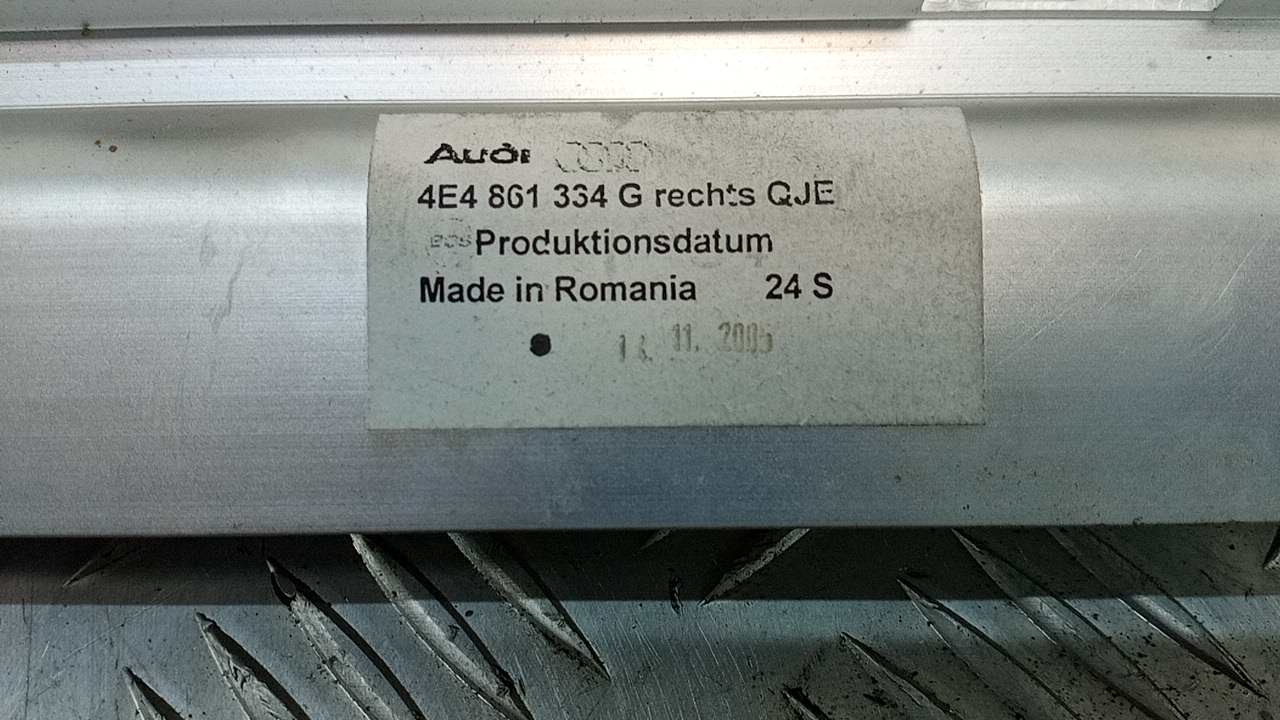 Audi
4E4 861 334 G rechts QJE
Produktionsdatum
Made in Romania 24 S
11. 2005